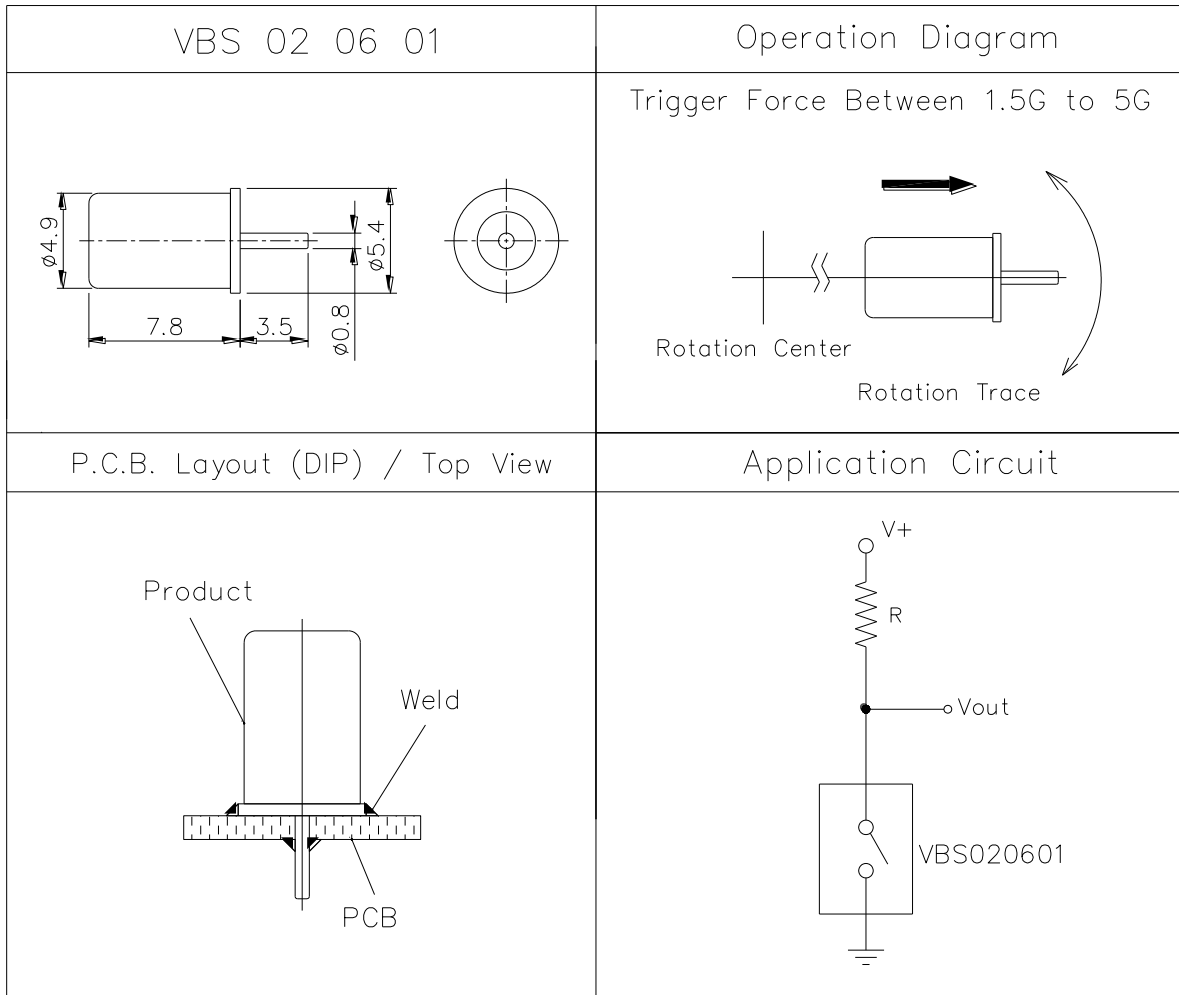 VBS 02 06 01
Operation Diagram
Trigger Force Between 1.5G to 5G
ø4.9
7.8
3.5
ø0.8
ø5.4
Rotation Center
Rotation Trace
P.C.B. Layout (DIP) / Top View
Application Circuit
Product
Weld
PCB
V+
R
Vout
VBS020601